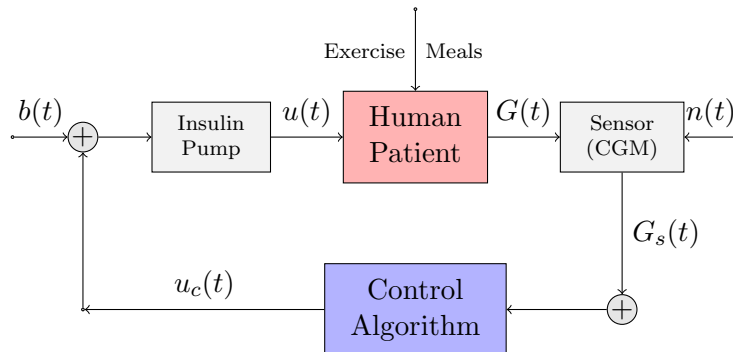 Exercise Meals
b(t)
+
Insulin
Pump
u(t)
Human
Patient
G(t)
Sensor
(CGM)
n(t)
G_s(t)
u_c(t)
Control
Algorithm
+